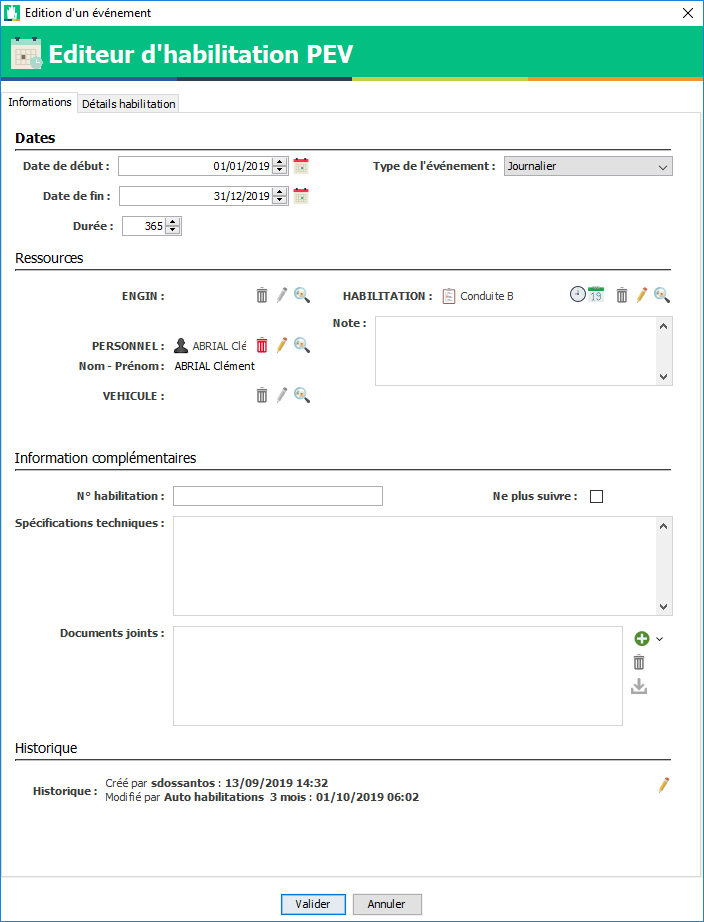 Edition d'un événement
Editeur d'habilitation PEV
Informations Détails habilitation
Dates
Date de début : 01/01/2019 Type de l'événement : Journalier
Date de fin : 31/12/2019
Durée : 365
Ressources
ENGIN : HABILITATION : Conduite B 19
Note :
PERSONNEL : ABRIAL Clé
Nom - Prénom : ABRIAL Clément
VEHICULE :
Information complémentaires
N° habilitation : Ne plus suivre :
Spécifications techniques :
Documents joints :
Historique
Historique : Créé par sdossantos : 13/09/2019 14:32
Modifié par Auto habilitations 3 mois : 01/10/2019 06:02
Valider Annuler